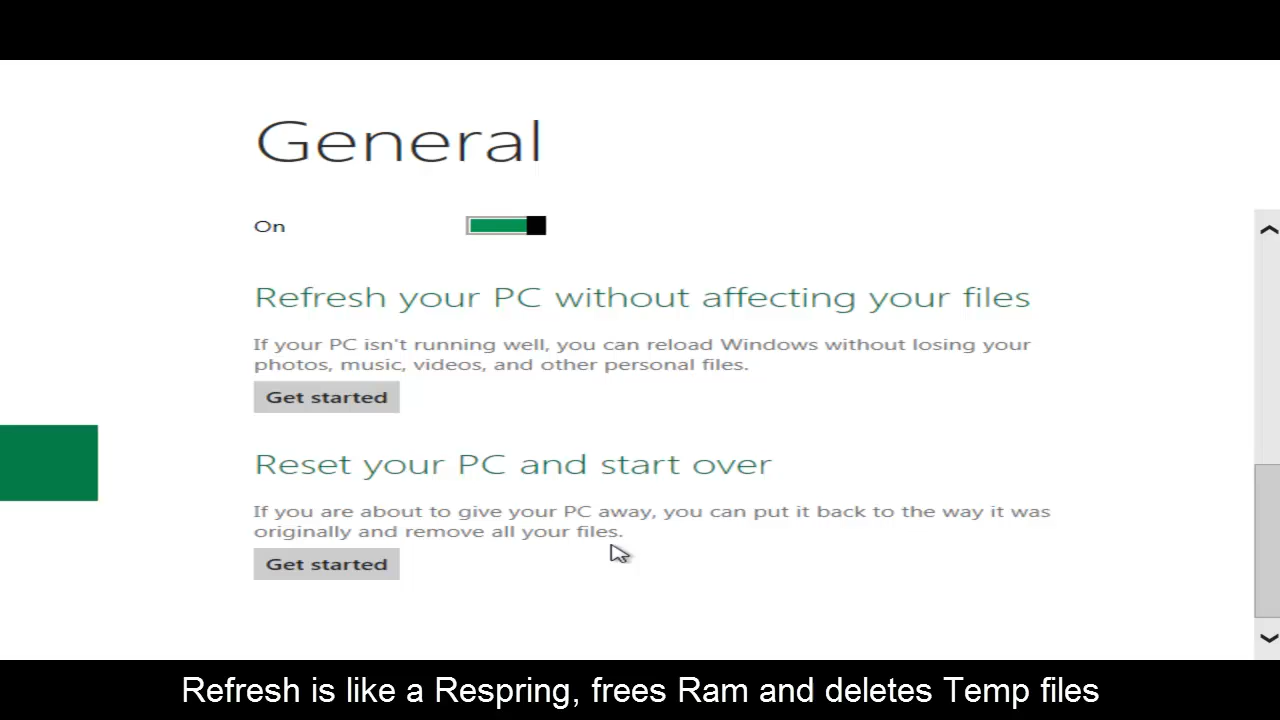 General
On
Refresh your PC without affecting your files
If your PC isn't running well, you can reload Windows without losing your
photos, music, videos, and other personal files.
Get started
Reset your PC and start over
If you are about to give your PC away, you can put it back to the way it was
originally and remove all your files.
Get started
Refresh is like a Respring, frees Ram and deletes Temp files